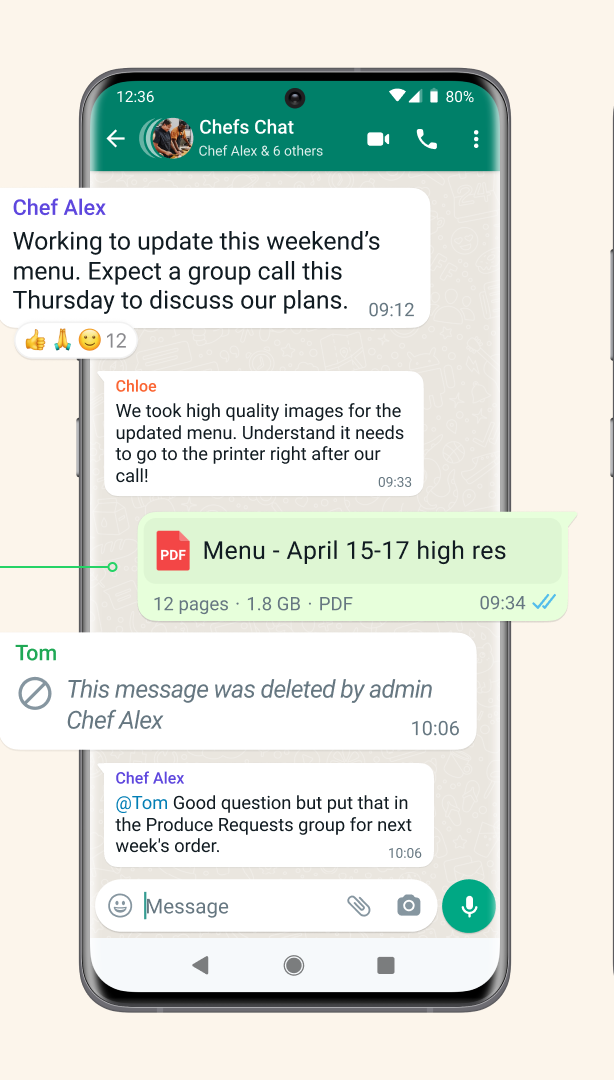 12:36
80%
Chefs Chat
Chef Alex & 6 others
Chef Alex
Working to update this weekend’s
menu. Expect a group call this
Thursday to discuss our plans.
09:12
12
Chloe
We took high quality images for the
updated menu. Understand it needs
to go to the printer right after our
call!
09:33
PDF
Menu - April 15-17 high res
12 pages · 1.8 GB · PDF
09:34
Tom
This message was deleted by admin
Chef Alex
10:06
Chef Alex
@Tom Good question but put that in
the Produce Requests group for next
week's order.
10:06
Message